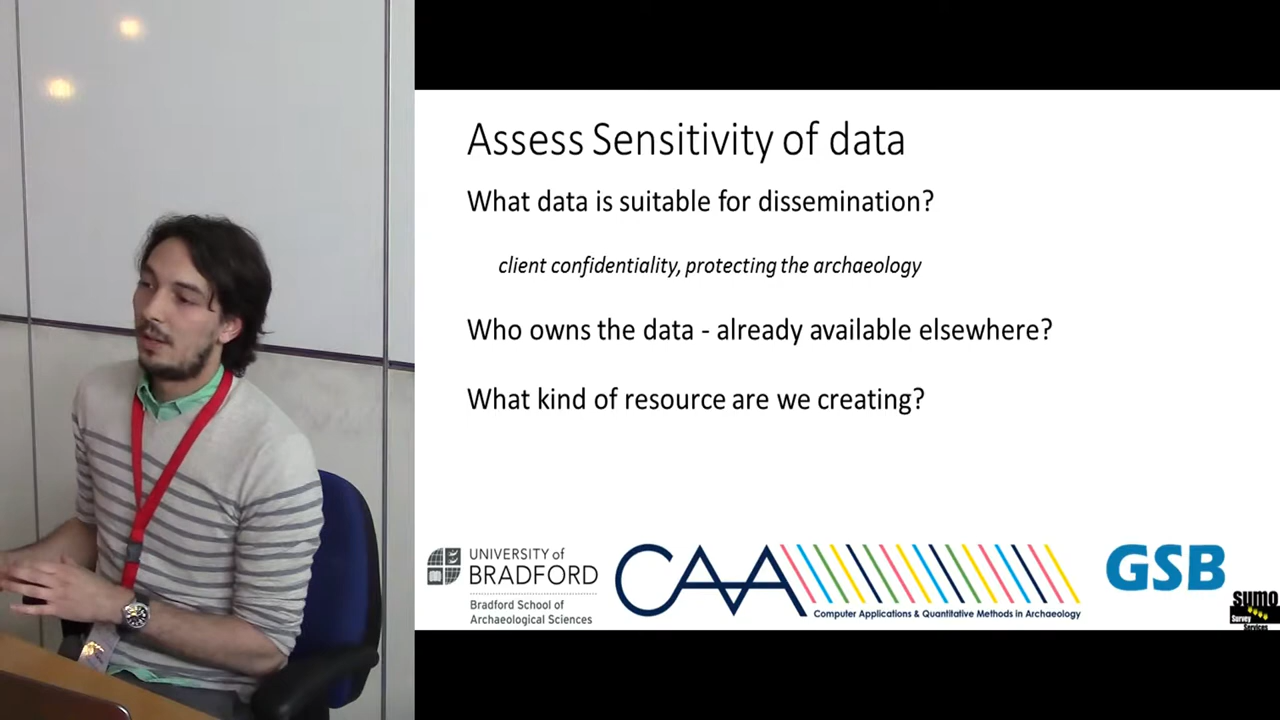 Assess Sensitivity of data
What data is suitable for dissemination?
client confidentiality, protecting the archaeology
Who owns the data - already available elsewhere?
What kind of resource are we creating?
UNIVERSITY of
BRADFORD
Bradford School of
Archaeological Sciences
CAA
Computer Applications & Quantitative Methods in Archaeology
GSB
SUMO
Survey
Services